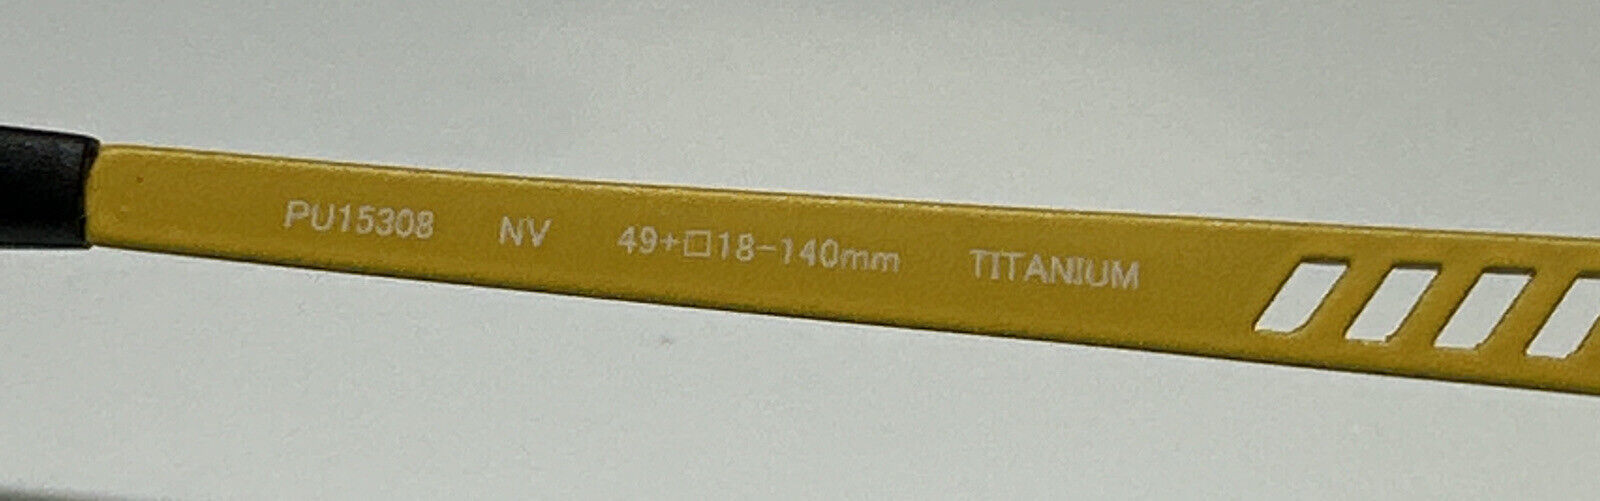 PU15308 NV 49+□18-140mm TITANIUM